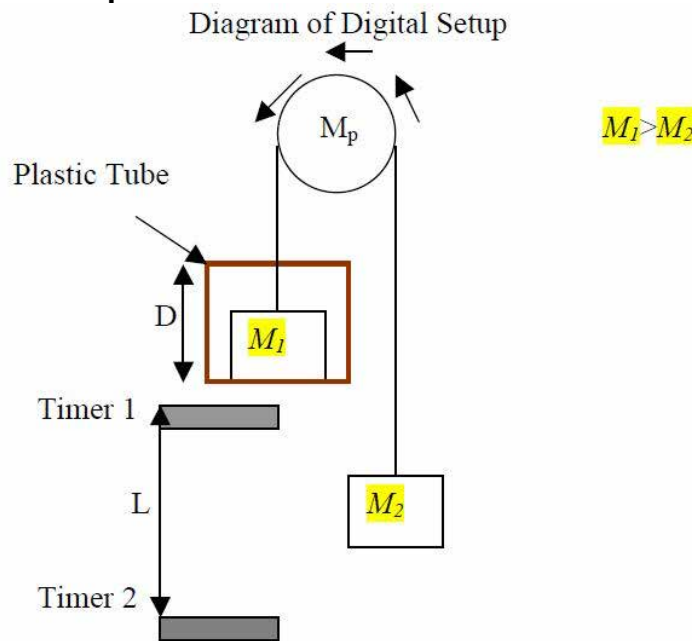 Diagram of Digital Setup
Mp
M1>M2
Plastic Tube
D
M1
Timer 1
L
M2
Timer 2